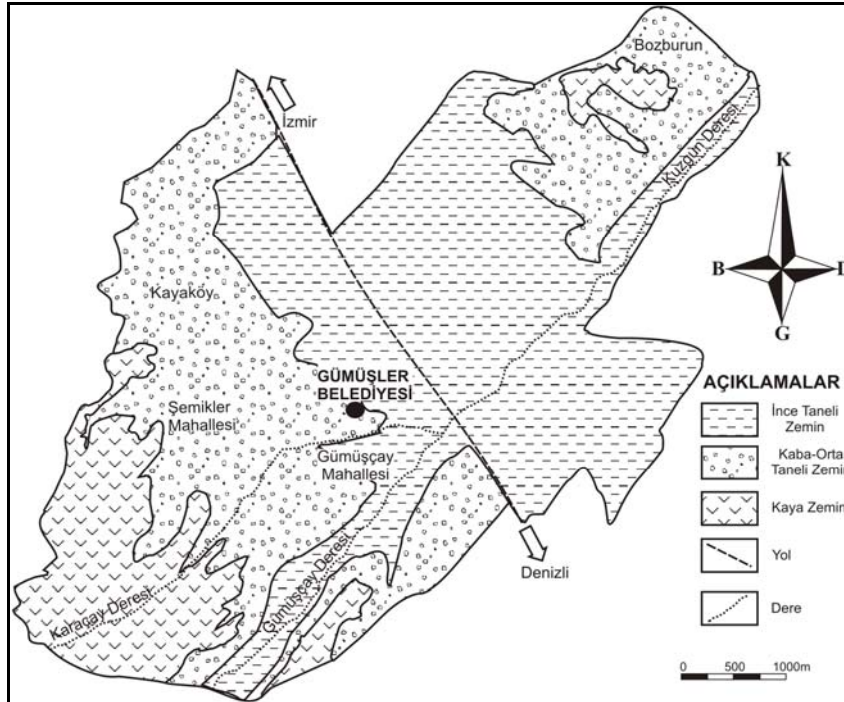 Bozburun
İzmir
Kuzgun Deresi
K
B
D
G
Kayaköy
GÜMÜŞLER
BELEDİYESİ
Şemikler
Mahallesi
Gümüşçay
Mahallesi
Gümüşçay Deresi
Karaçay Deresi
Denizli
AÇIKLAMALAR
İnce Taneli
Zemin
Kaba-Orta
Taneli Zemin
Kaya Zemin
Yol
Dere
0 500 1000m